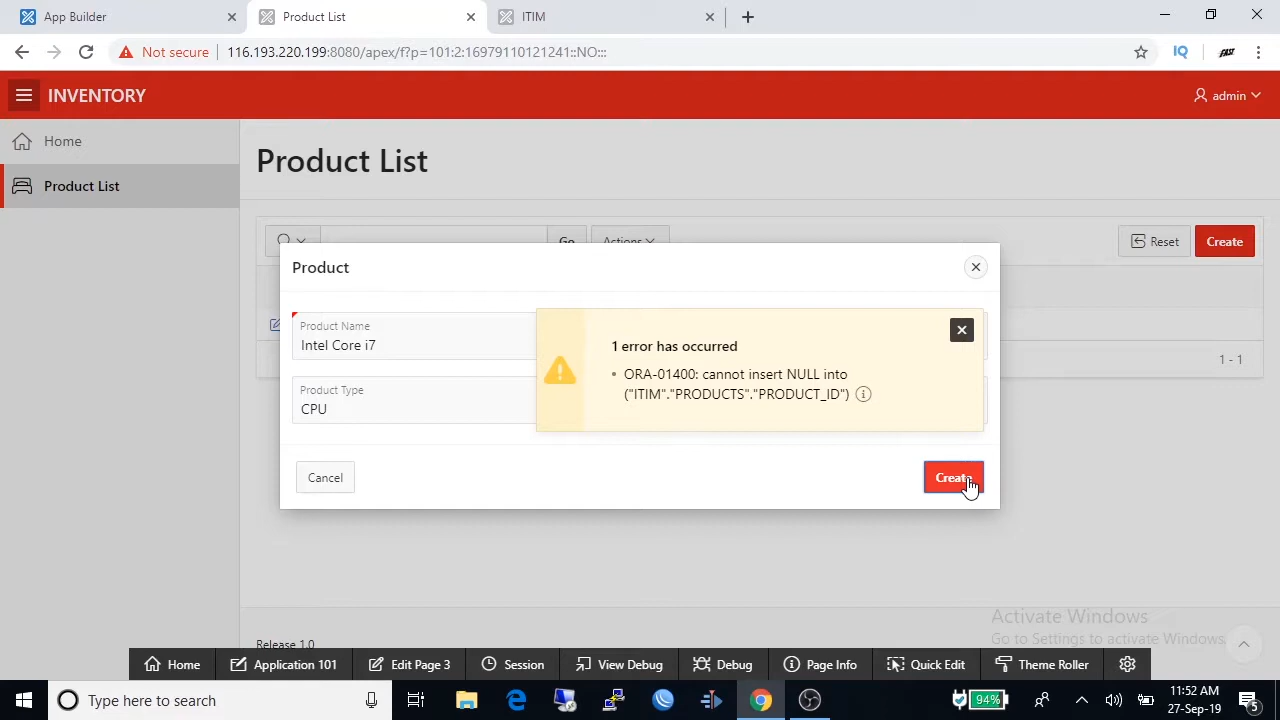 App Builder
Product List
ITIM
Not secure
116.193.220.199:8080/apex/f?p=101:2:16979110121241::NO:::
IQ
FAST
INVENTORY
admin
Home
Product List
Product List
Go
Actions
Reset
Create
Product
Product Name
Intel Core i7
Product Type
CPU
1 error has occurred
• ORA-01400: cannot insert NULL into
("ITIM"."PRODUCTS"."PRODUCT_ID")
1 - 1
Cancel
Create
Activate Windows
Go to Settings to activate Windows.
Release 1.0
Home
Application 101
Edit Page 3
Session
View Debug
Debug
Page Info
Quick Edit
Theme Roller
Type here to search
94%
11:52 AM
27-Sep-19
5